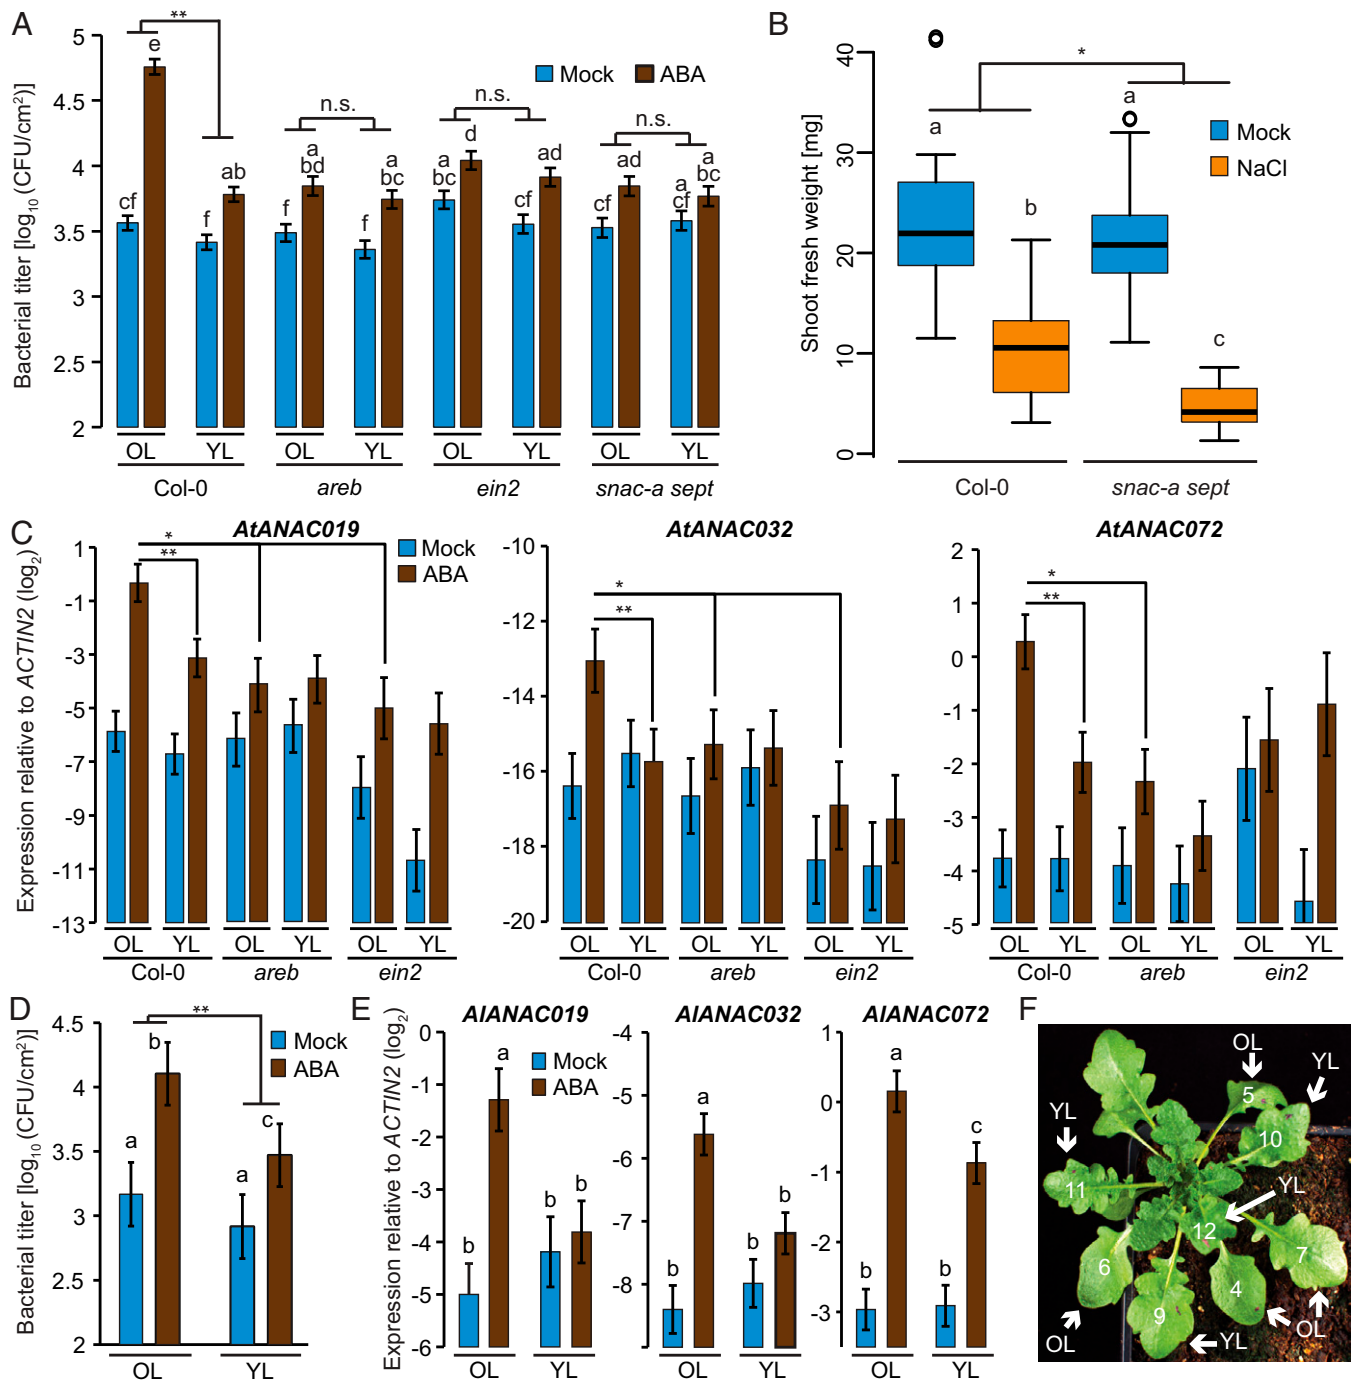 A
Bacterial titer [log10 (CFU/cm2)]
5
4.5
4
3.5
3
2.5
2
**
n.s.
n.s.
n.s.
Mock
ABA
cf
e
f
ab
f
a
bd
f
a
bc
a
bc
d
cf
ad
cf
ad
a
cf
a
bc
OL YL OL YL OL YL OL YL
Col-0 areb ein2 snac-a sept
B
Shoot fresh weight [mg]
40
30
20
10
0
*
a
b
a
c
Mock
NaCl
Col-0 snac-a sept
C
Expression relative to ACTIN2 (log2)
AtANAC019
Mock
ABA
*
**
1
-1
-3
-5
-7
-9
-11
-13
OL YL OL YL OL YL
Col-0 areb ein2
AtANAC032
*
**
-10
-12
-14
-16
-18
-20
OL YL OL YL OL YL
Col-0 areb ein2
AtANAC072
*
**
2
1
0
-1
-2
-3
-4
-5
OL YL OL YL OL YL
Col-0 areb ein2
D
Bacterial titer [log10 (CFU/cm2)]
4.5
4
3.5
3
2.5
2
**
Mock
ABA
a
b
a
c
OL YL
E
Expression relative to ACTIN2 (log2)
AlANAC019
Mock
ABA
0
-1
-2
-3
-4
-5
-6
b
a
b
b
OL YL
AlANAC032
-4
-5
-6
-7
-8
b
a
b
b
OL YL
AlANAC072
1
0
-1
-2
-3
b
a
b
c
OL YL
F
OL
YL
YL
5
10
11
YL
12
7
6
4
9
OL
YL
OL